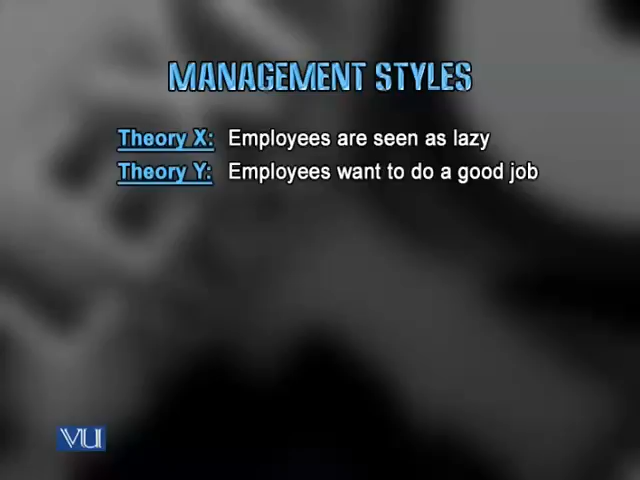 MANAGEMENT STYLES
Theory X: Employees are seen as lazy
Theory Y: Employees want to do a good job
VU